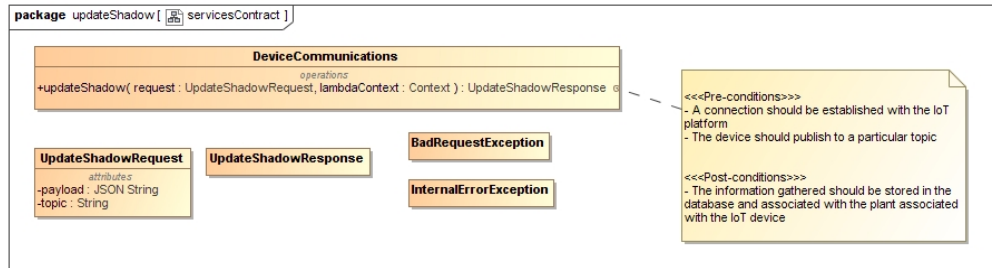 package updateShadow [ servicesContract ]
DeviceCommunications
operations
+updateShadow( request : UpdateShadowRequest, lambdaContext : Context ) : UpdateShadowResponse
<<<Pre-conditions>>>
- A connection should be established with the IoT
platform
- The device should publish to a particular topic
<<<Post-conditions>>>
- The information gathered should be stored in the
database and associated with the plant associated
with the IoT device
UpdateShadowRequest
attributes
-payload : JSON String
-topic : String
UpdateShadowResponse
BadRequestException
InternalErrorException